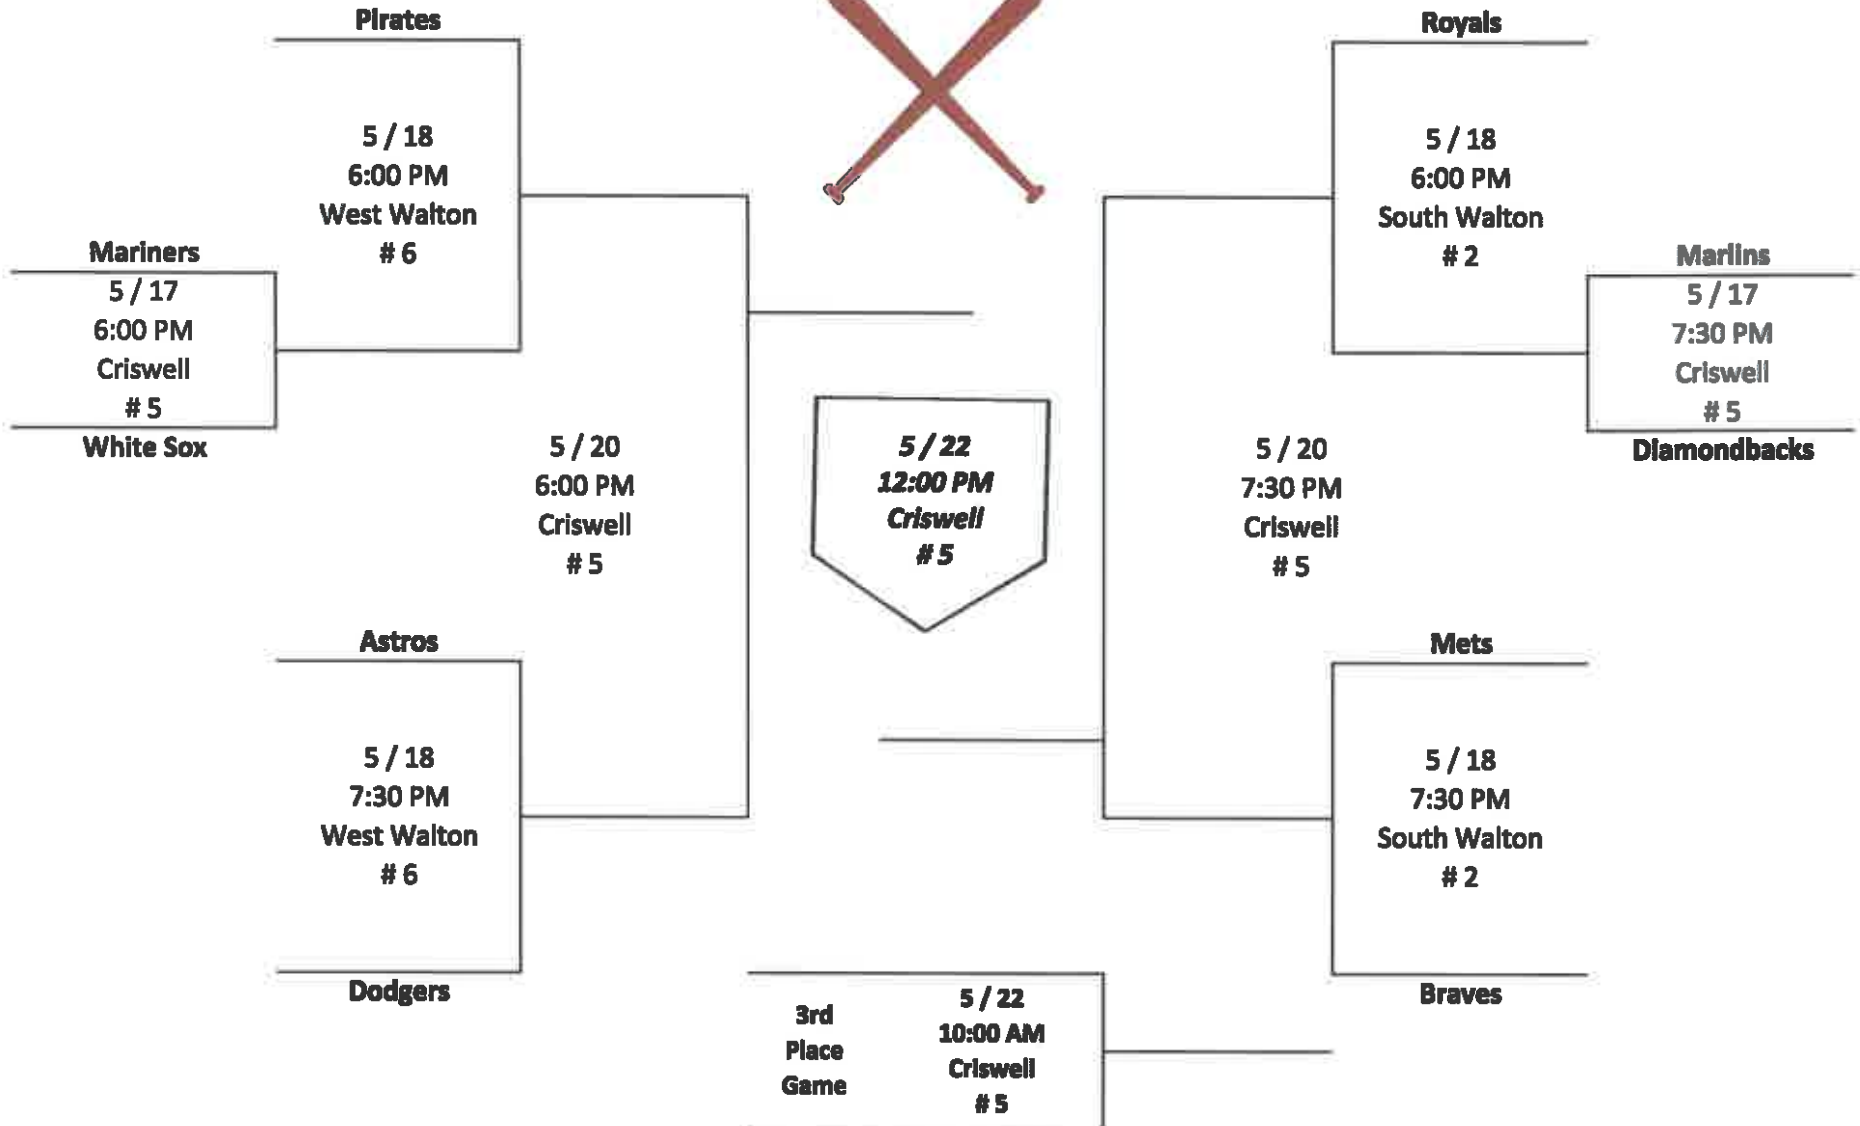 Pirates
5 / 18
6:00 PM
West Walton
# 6
Mariners
5 / 17
6:00 PM
Criswell
# 5
White Sox
5 / 20
6:00 PM
Criswell
# 5
Astros
5 / 18
7:30 PM
West Walton
# 6
Dodgers
5 / 22
12:00 PM
Criswell
# 5
3rd
Place
Game
5 / 22
10:00 AM
Criswell
# 5
Royals
5 / 18
6:00 PM
South Walton
# 2
Marlins
5 / 17
7:30 PM
Criswell
# 5
Diamondbacks
5 / 20
7:30 PM
Criswell
# 5
Mets
5 / 18
7:30 PM
South Walton
# 2
Braves